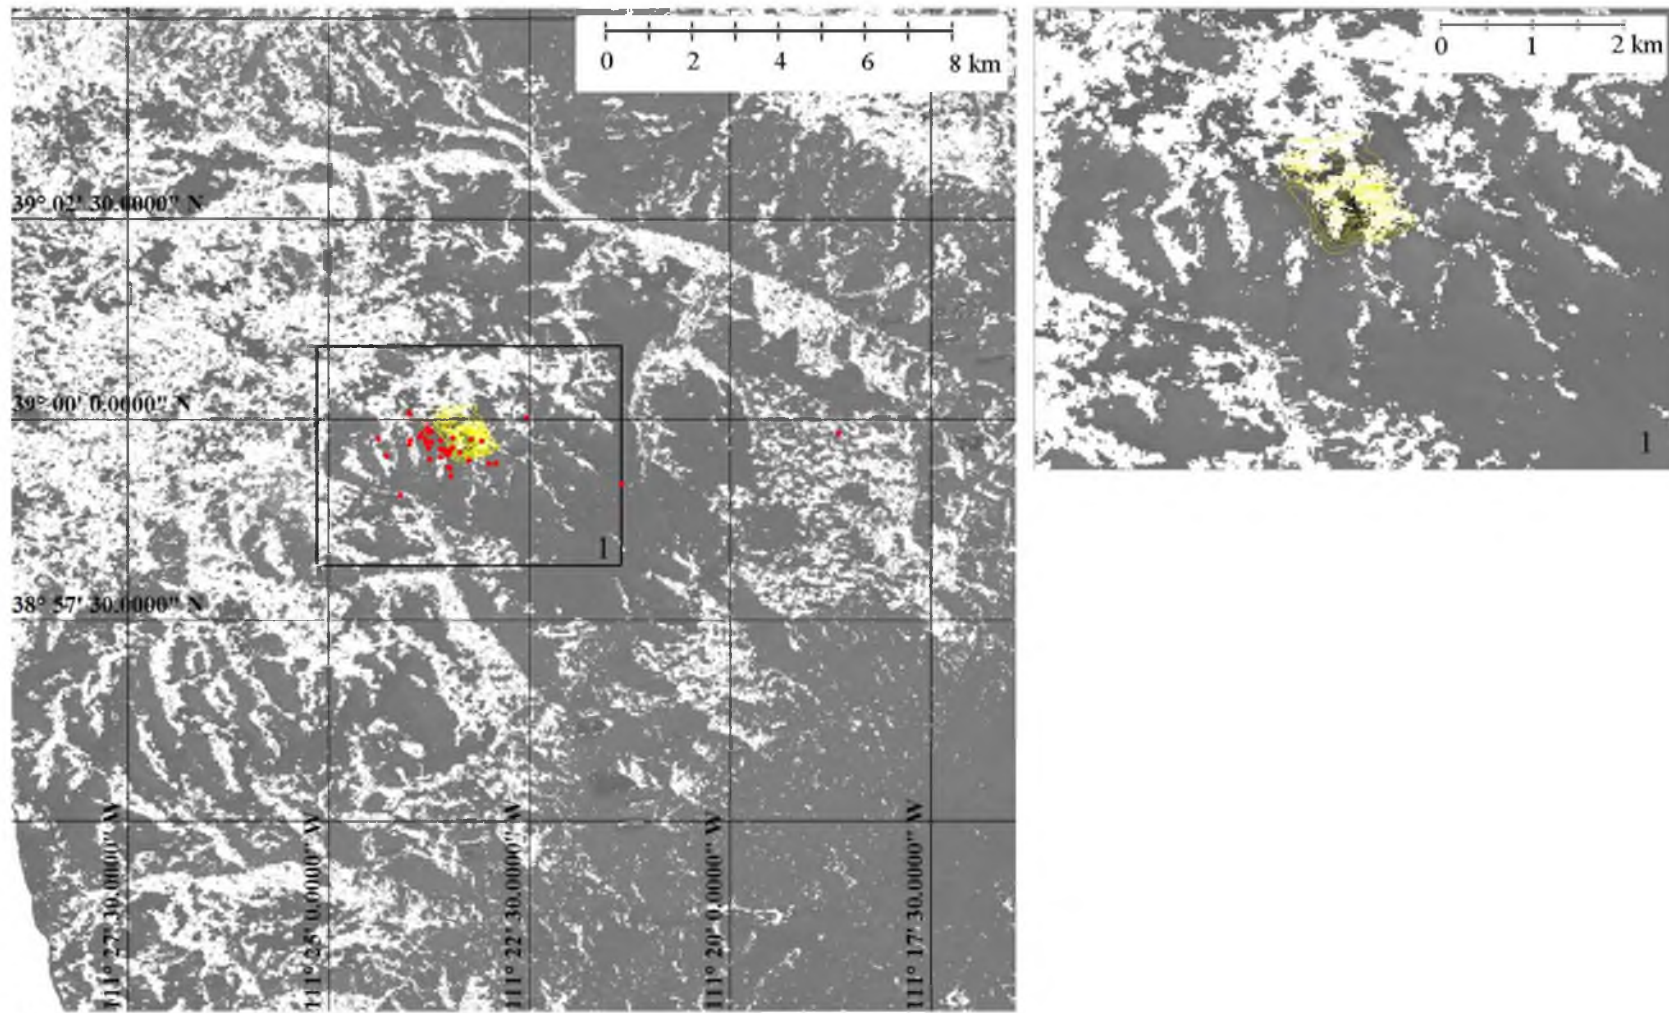 0 2 4 6 8 km
0 1 2 km
39° 02' 30.0000" N
39° 00' 0.0000" N
1
1
38° 57' 30.0000" N
111° 27' 30.0000" W
111° 25' 0.0000" W
111° 22' 30.0000" W
111° 20' 0.0000" W
111° 17' 30.0000" W